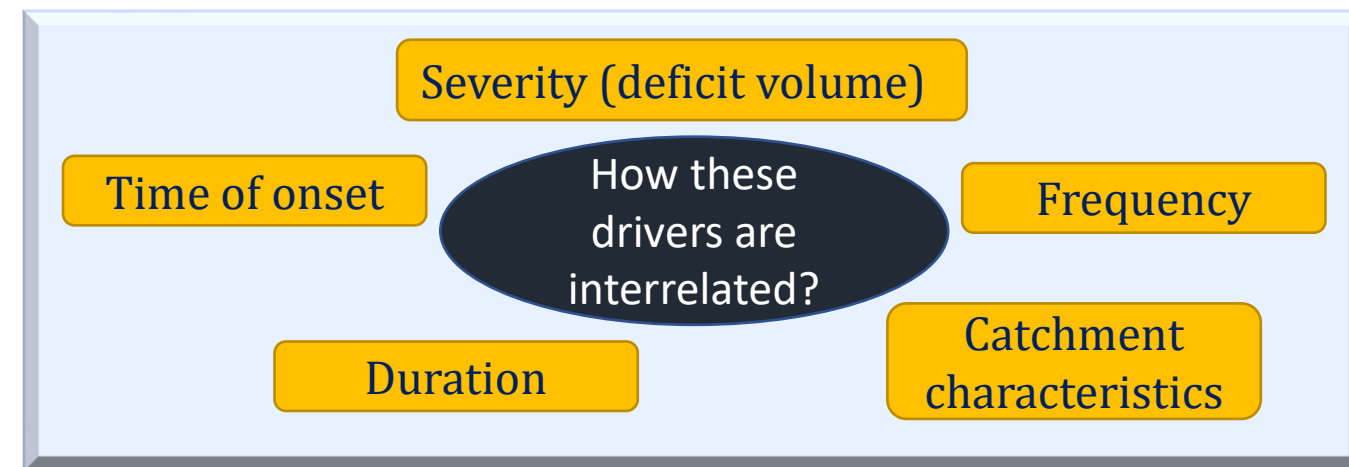 Severity (deficit volume)
Time of onset
How these
drivers are
interrelated?
Frequency
Duration
Catchment
characteristics